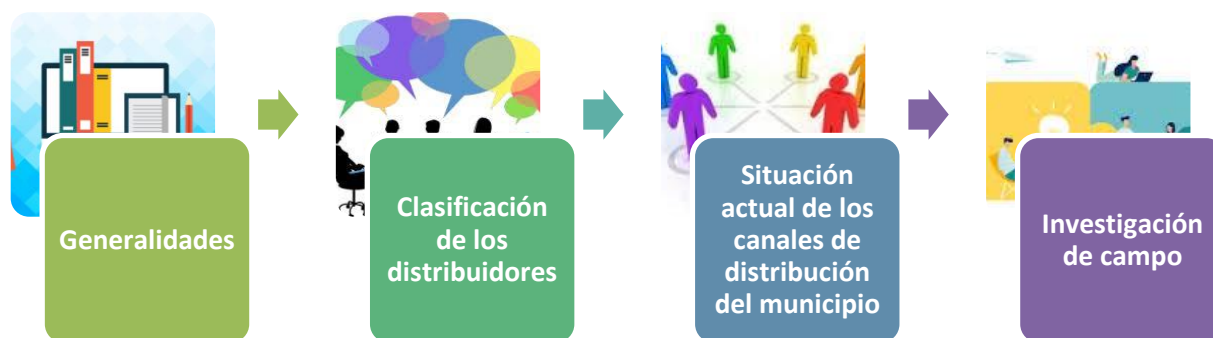 Generalidades
Clasificación
de los
distribuidores
Situación
actual de los
canales de
distribución
del municipio
Investigación
de campo